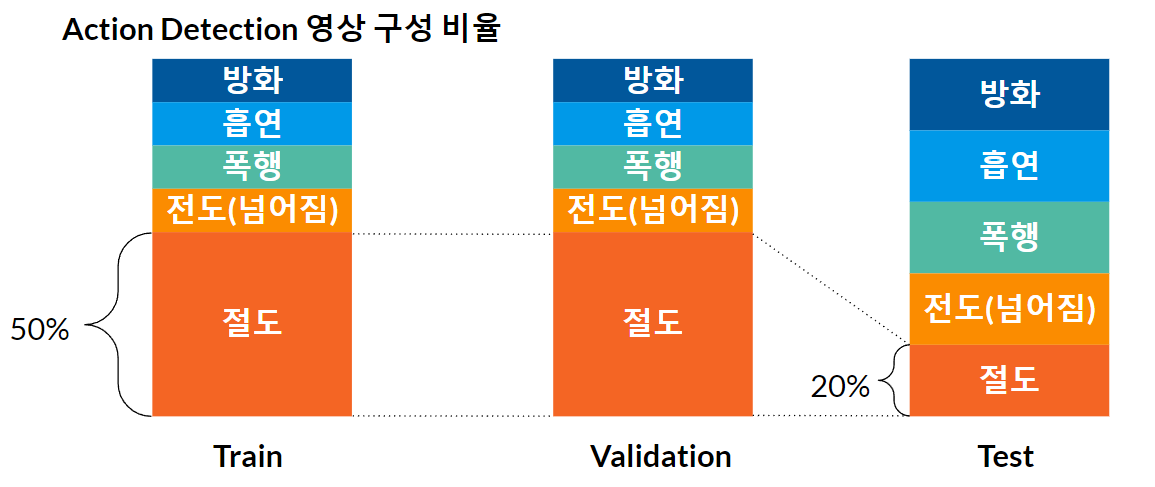 Action Detection 영상 구성 비율
방화
흡연
폭행
전도(넘어짐)
절도
50%
Train
방화
흡연
폭행
전도(넘어짐)
절도
Validation
방화
흡연
폭행
전도(넘어짐)
절도
20%
Test